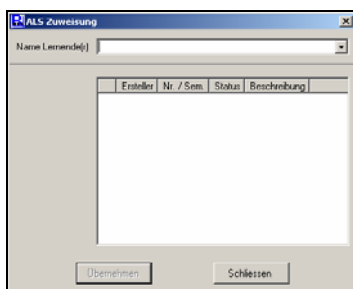 ALS Zuweisung
Name Lernende(r)
Ersteller Nr. / Sem. Status Beschreibung
Übernehmen Schliessen